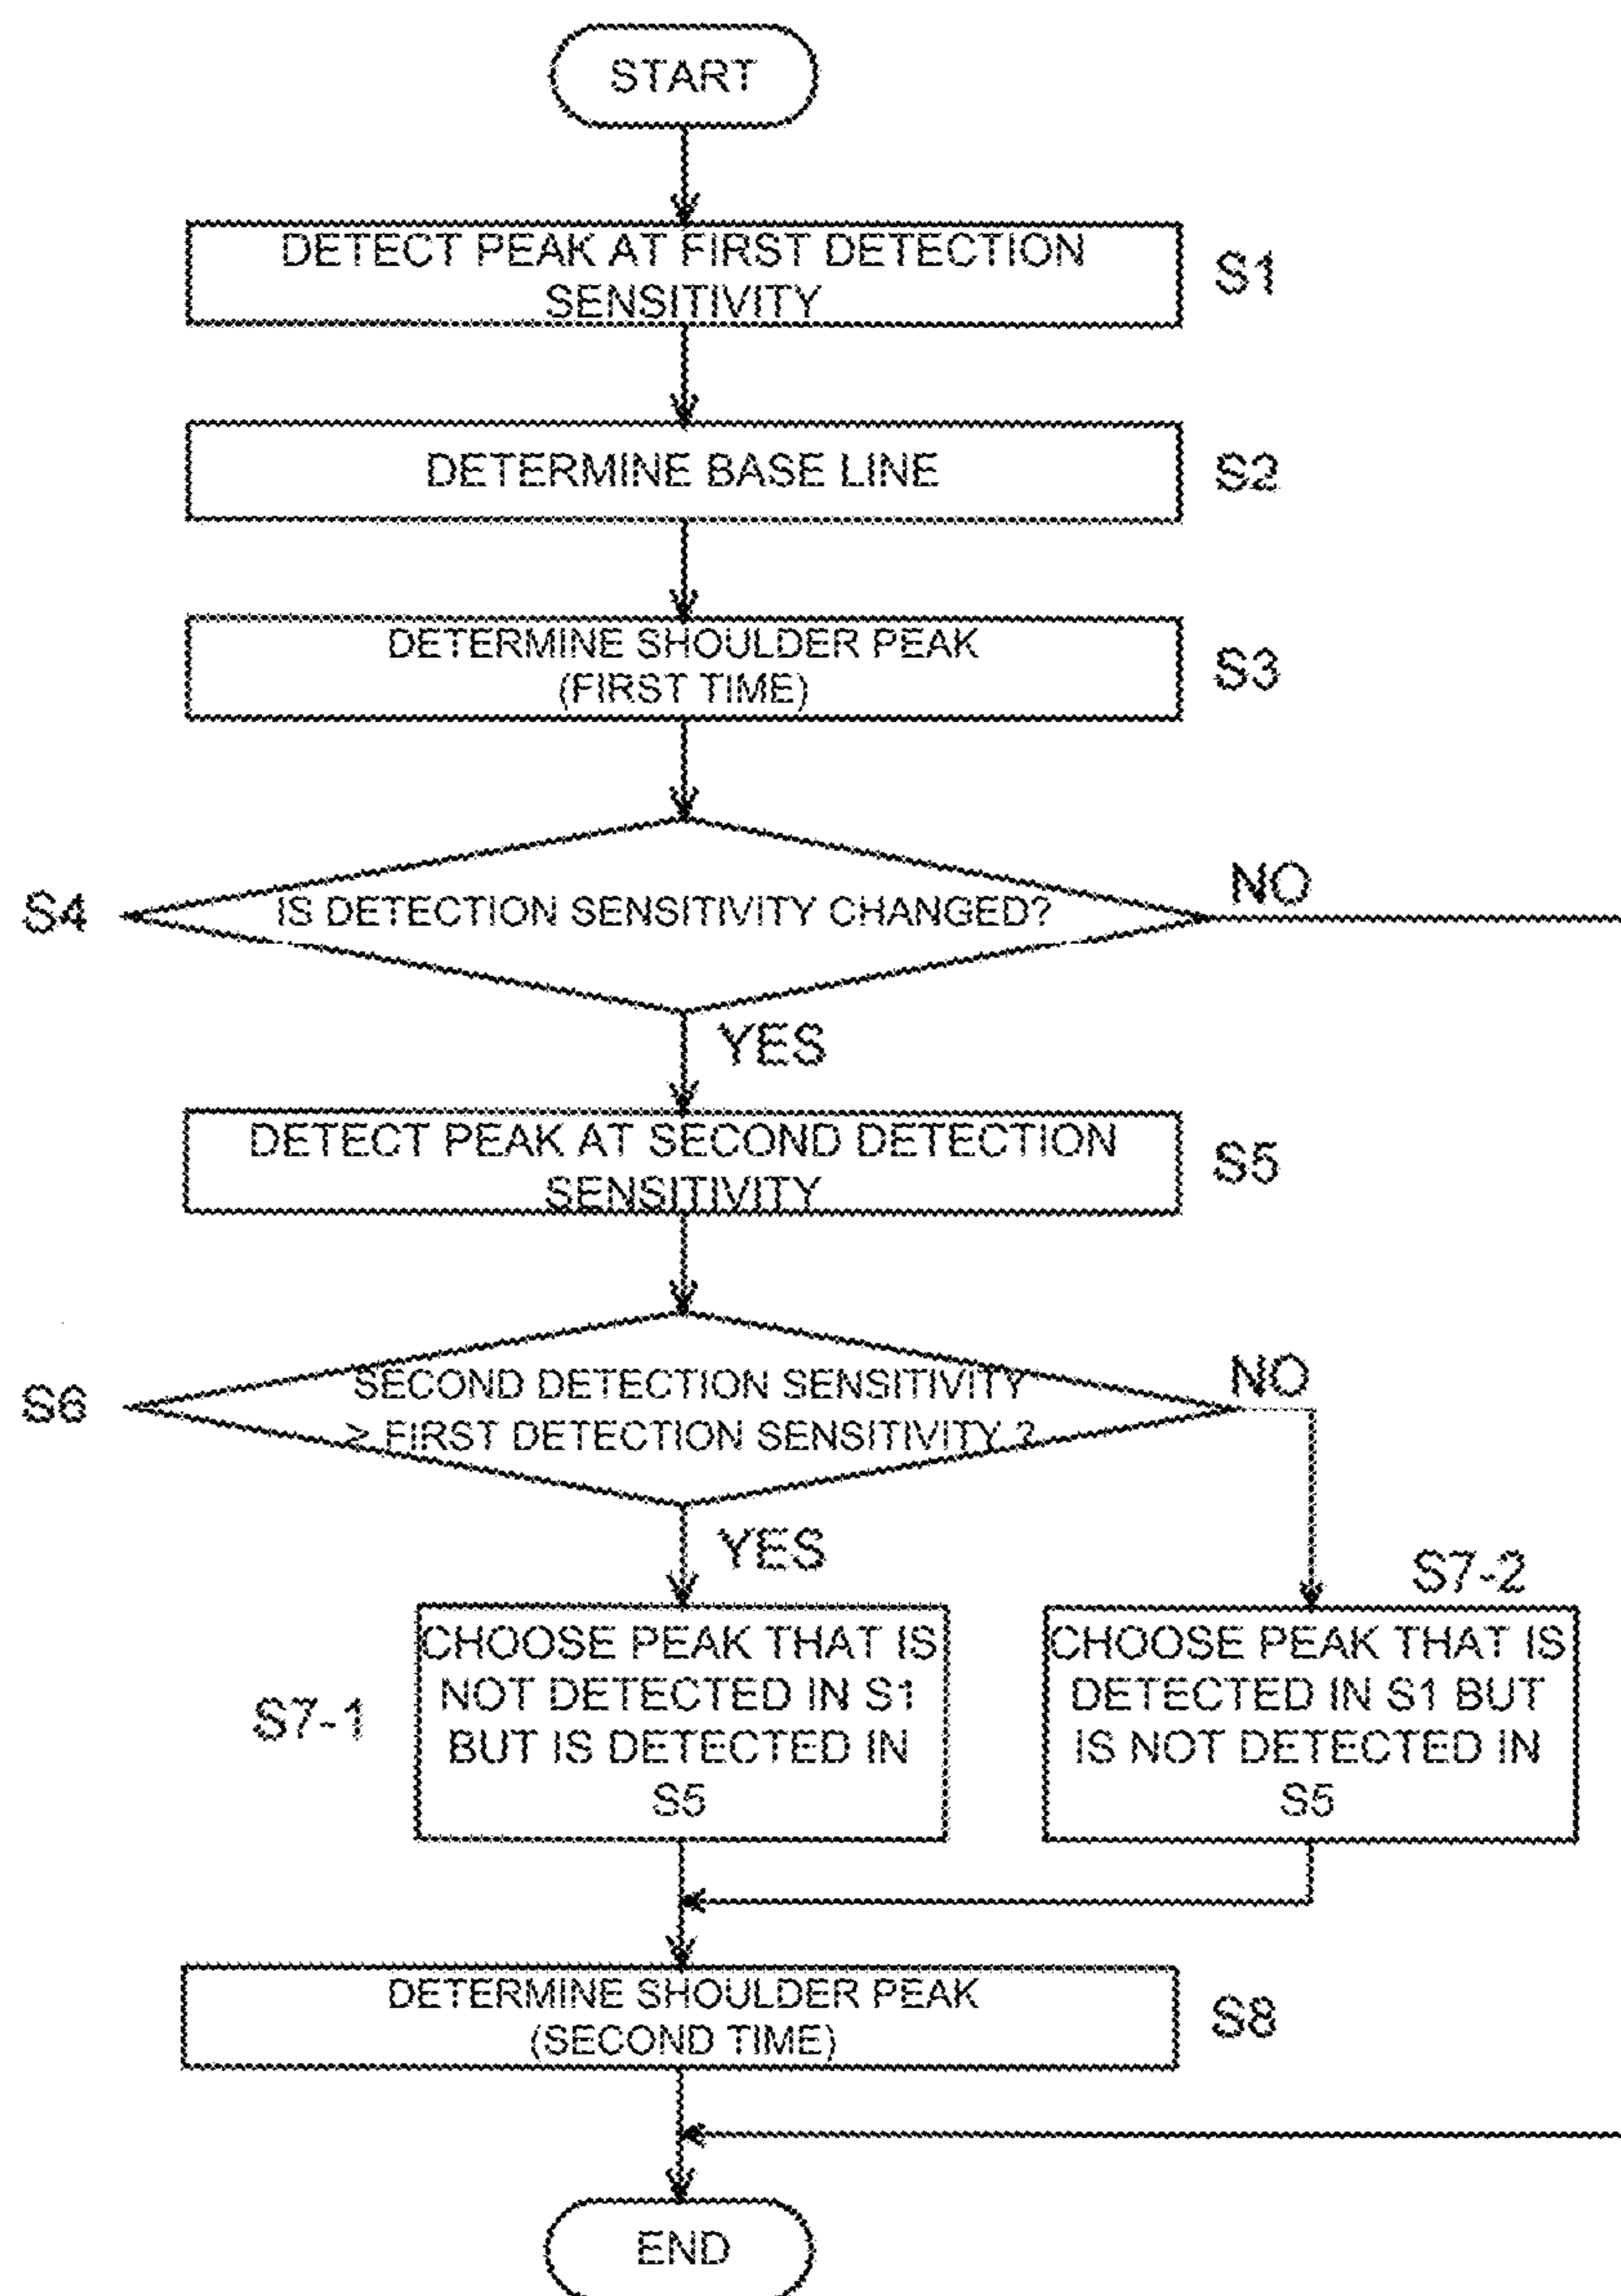 START
DETECT PEAK AT FIRST DETECTION
SENSITIVITY
S1
DETERMINE BASE LINE
S2
DETERMINE SHOULDER PEAK
(FIRST TIME)
S3
S4
IS DETECTION SENSITIVITY CHANGED?
NO
YES
DETECT PEAK AT SECOND DETECTION
SENSITIVITY
S5
S6
SECOND DETECTION SENSITIVITY
> FIRST DETECTION SENSITIVITY ?
NO
YES
S7-1
CHOOSE PEAK THAT IS
NOT DETECTED IN S1
BUT IS DETECTED IN
S5
S7-2
CHOOSE PEAK THAT IS
DETECTED IN S1 BUT
IS NOT DETECTED IN
S5
DETERMINE SHOULDER PEAK
(SECOND TIME)
S8
END